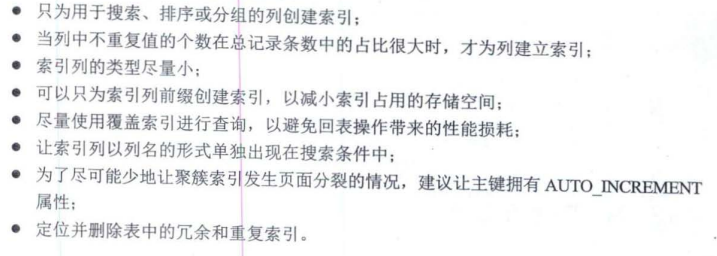 ● 只为用于搜索、排序或分组的列创建索引；
● 当列中不重复值的个数在总记录条数中的占比很大时，才为列建立索引；
● 索引列的类型尽量小；
● 可以只为索引列前缀创建索引，以减小索引占用的存储空间；
● 尽量使用覆盖索引进行查询，以避免回表操作带来的性能损耗；
● 让索引列以列名的形式单独出现在搜索条件中；
● 为了尽可能少地让聚簇索引发生页面分裂的情况，建议让主键拥有 AUTO_INCREMENT
属性；
● 定位并删除表中的冗余和重复索引。